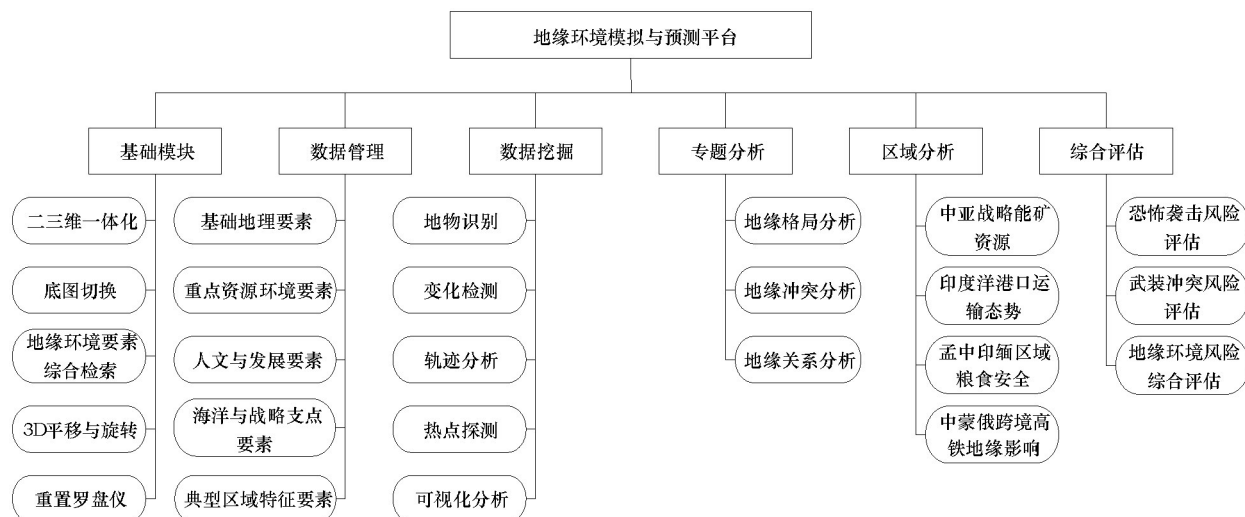 地缘环境模拟与预测平台
基础模块
数据管理
数据挖掘
专题分析
区域分析
综合评估
二三维一体化
底图切换
地缘环境要素
综合检索
3D平移与旋转
重置罗盘仪
基础地理要素
重点资源环境要素
人文与发展要素
海洋与战略支点
要素
典型区域特征要素
地物识别
变化检测
轨迹分析
热点探测
可视化分析
地缘格局分析
地缘冲突分析
地缘关系分析
中亚战略能矿
资源
印度洋港口运
输态势
孟中印缅区域
粮食安全
中蒙俄跨境高
铁地缘影响
恐怖袭击风险
评估
武装冲突风险
评估
地缘环境风险
综合评估